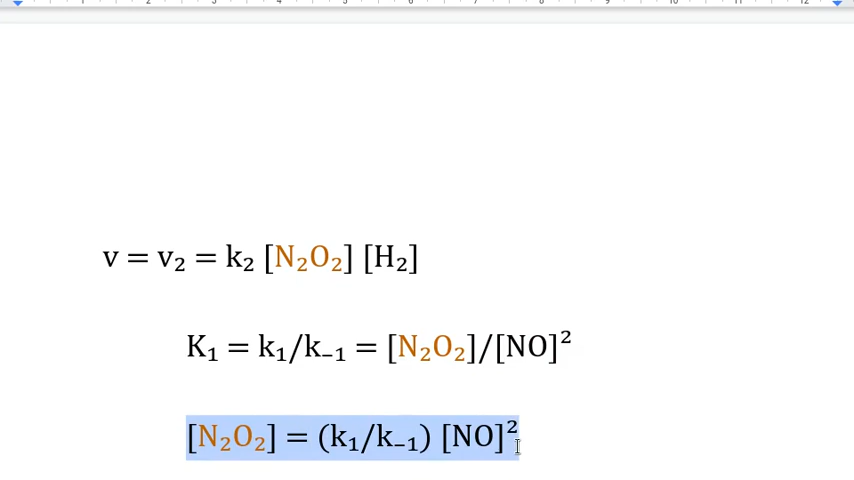 v = v₂ = k₂ [N₂O₂] [H₂]
K₁ = k₁/k₋₁ = [N₂O₂]/[NO]²
[N₂O₂] = (k₁/k₋₁) [NO]²